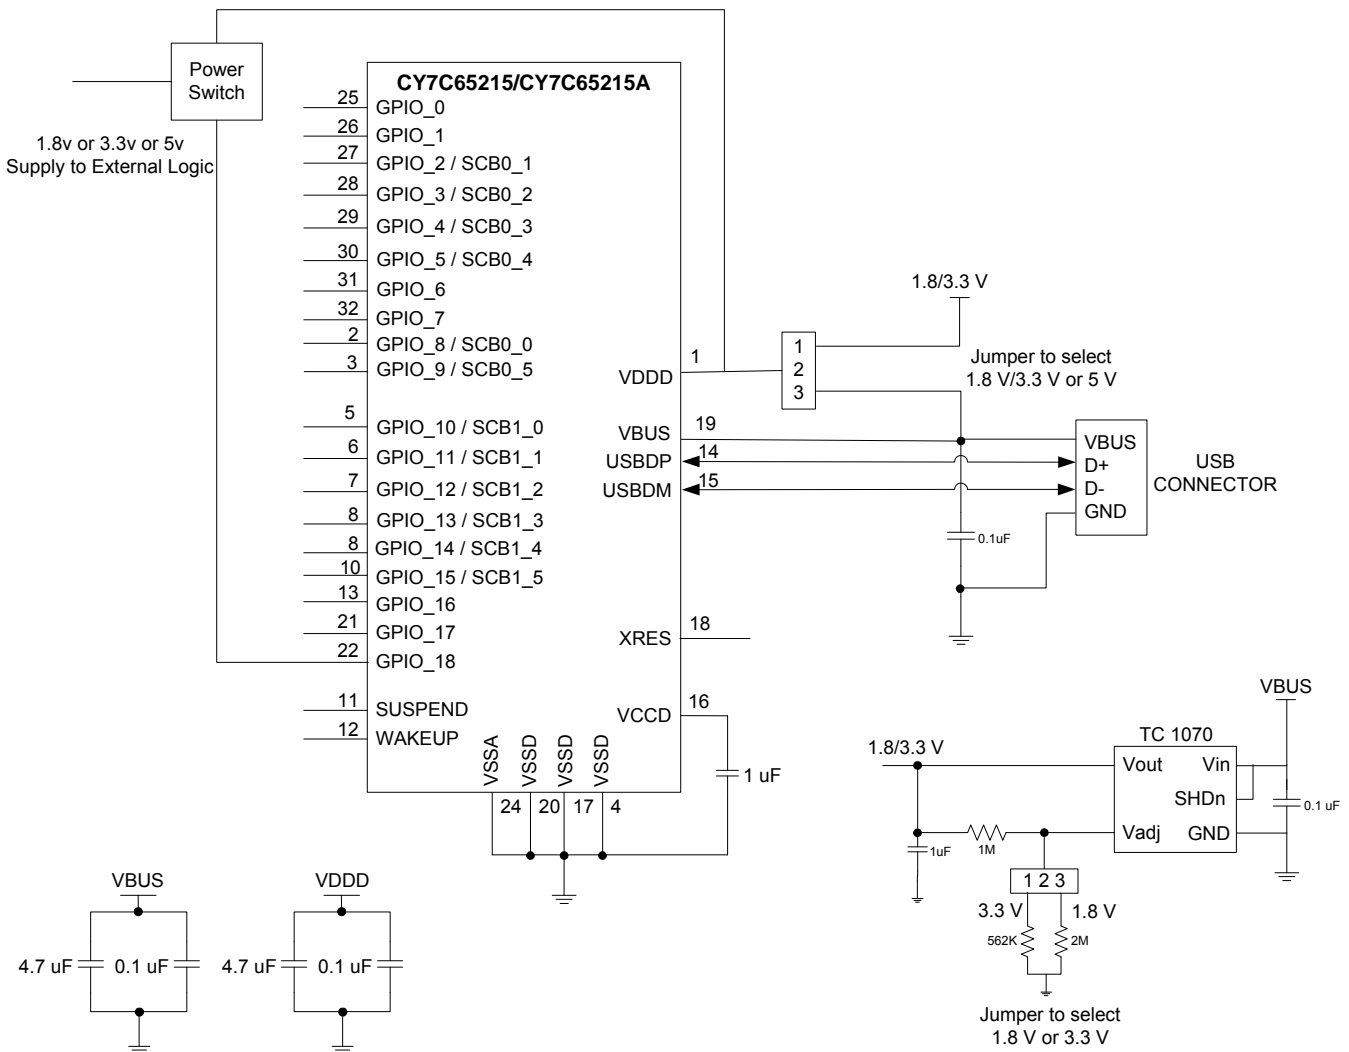 Power
Switch
1.8v or 3.3v or 5v
Supply to External Logic
CY7C65215/CY7C65215A
25 GPIO_0
26 GPIO_1
27 GPIO_2 / SCB0_1
28 GPIO_3 / SCB0_2
29 GPIO_4 / SCB0_3
30 GPIO_5 / SCB0_4
31 GPIO_6
32 GPIO_7
2 GPIO_8 / SCB0_0
3 GPIO_9 / SCB0_5
5 GPIO_10 / SCB1_0
6 GPIO_11 / SCB1_1
7 GPIO_12 / SCB1_2
8 GPIO_13 / SCB1_3
8 GPIO_14 / SCB1_4
10 GPIO_15 / SCB1_5
13 GPIO_16
21 GPIO_17
22 GPIO_18
11 SUSPEND
12 WAKEUP
VDDD 1
VBUS 19
USBDP 14
USBDM 15
XRES 18
VCCD 16
VSSA
VSSD
VSSD
VSSD
24 20 17 4
1 uF
1.8/3.3 V
1
2
3
Jumper to select
1.8 V/3.3 V or 5 V
VBUS
D+
D-
GND
USB
CONNECTOR
0.1uF
VBUS
TC 1070
1.8/3.3 V
Vout Vin
SHDn
Vadj GND
0.1 uF
1uF
1M
1 2 3
3.3 V 1.8 V
562K 2M
Jumper to select
1.8 V or 3.3 V
VBUS
4.7 uF 0.1 uF
VDDD
4.7 uF 0.1 uF